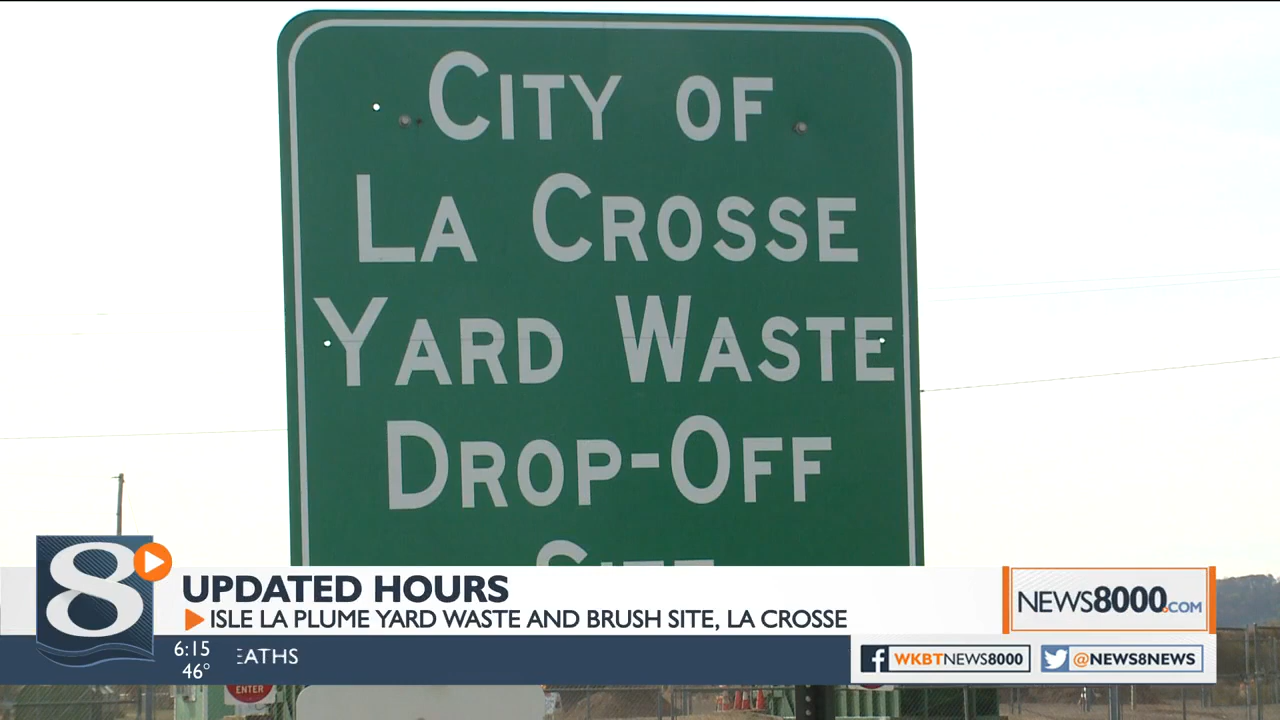 CITY OF
LA CROSSE
YARD WASTE
DROP-OFF
SITE
8
UPDATED HOURS
ISLE LA PLUME YARD WASTE AND BRUSH SITE, LA CROSSE
NEWS8000.COM
6:15
46°
EATHS
WKBTNEWS8000
@NEWS8NEWS
ENTER